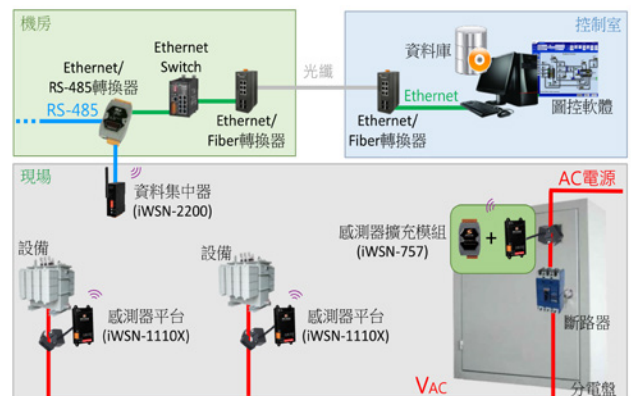 機房
Ethernet/
RS-485轉換器
RS-485
Ethernet
Switch
Ethernet/
Fiber轉換器
光纖
控制室
資料庫
Ethernet
Ethernet/
Fiber轉換器
圖控軟體
現場
資料集中器
(iWSN-2200)
設備
感測器平台
(iWSN-1110X)
設備
感測器平台
(iWSN-1110X)
AC電源
感測器擴充模組
(iWSN-757)
+
斷路器
VAC
分電盤